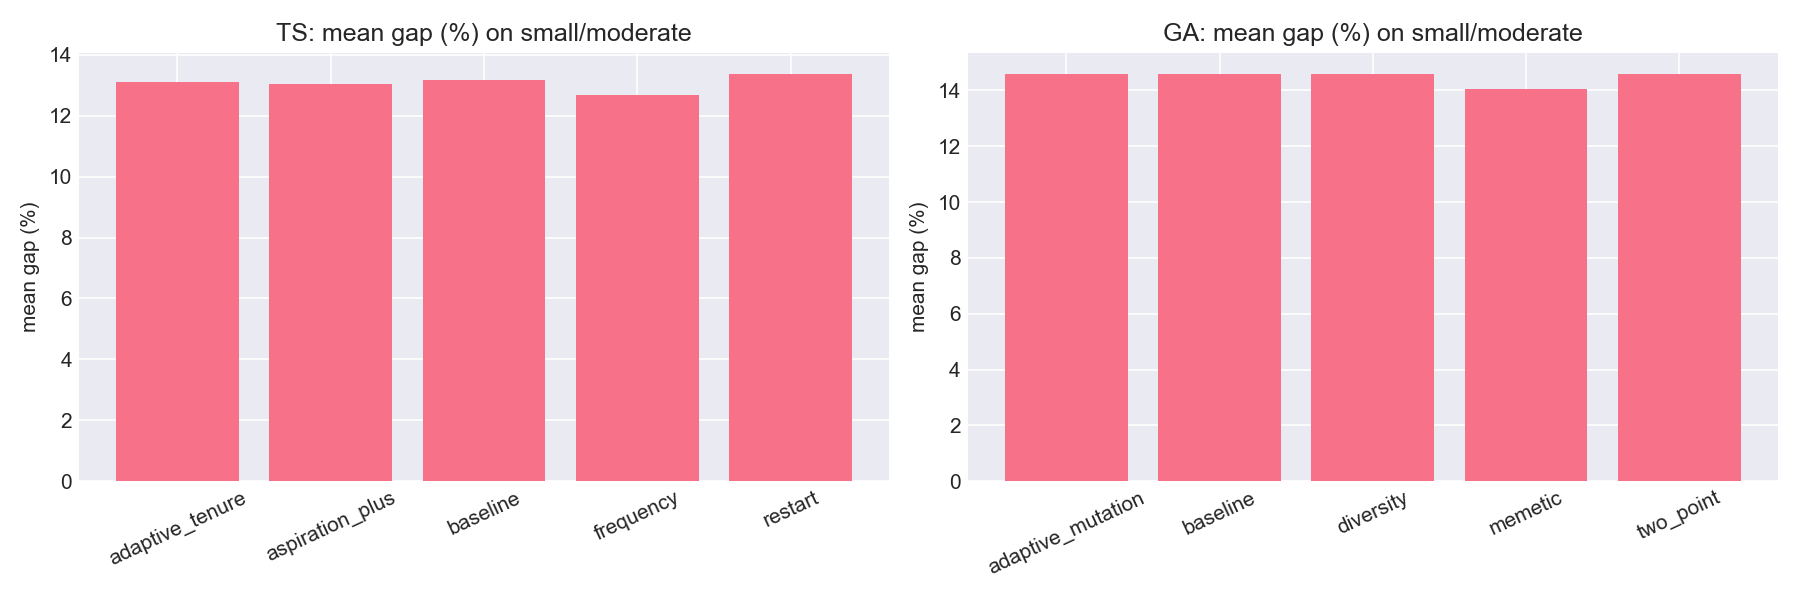 TS: mean gap (%) on small/moderate
mean gap (%)
14
12
10
8
6
4
2
0
adaptive_tenure
aspiration_plus
baseline
frequency
restart
GA: mean gap (%) on small/moderate
mean gap (%)
14
12
10
8
6
4
2
0
adaptive_mutation
baseline
diversity
memetic
two_point